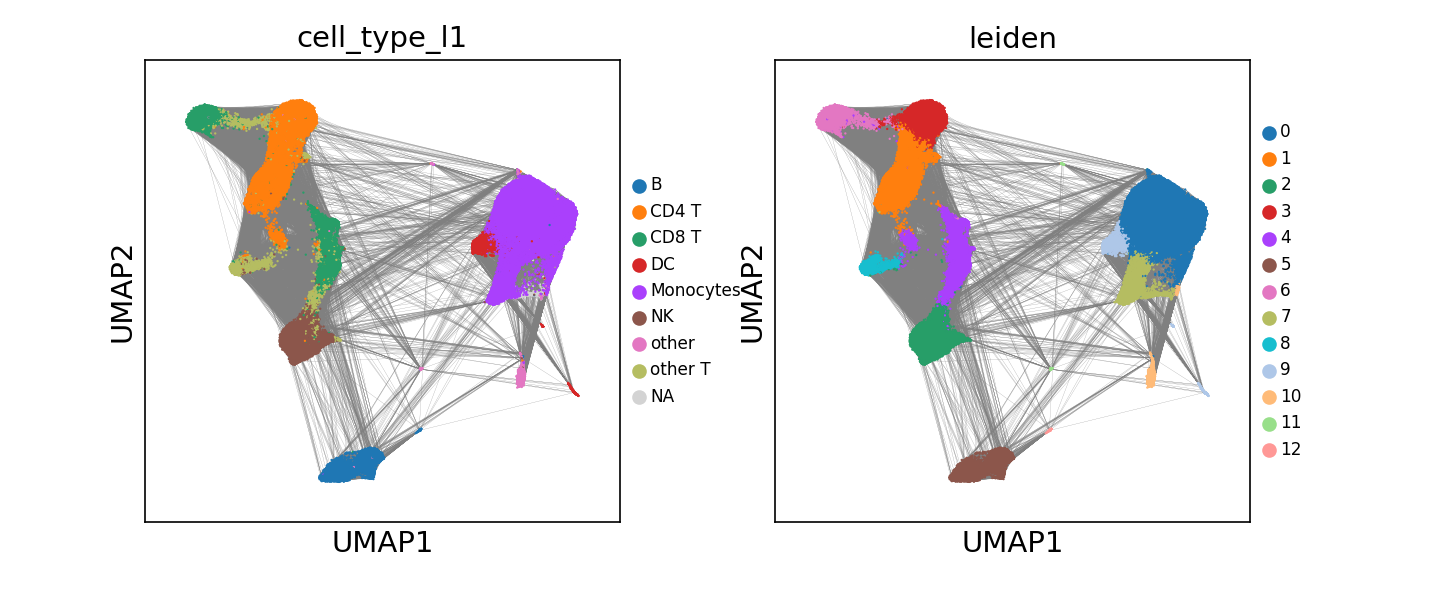 cell_type_l1
UMAP2
UMAP1
B
CD4 T
CD8 T
DC
Monocytes
NK
other
other T
NA
leiden
UMAP2
UMAP1
0
1
2
3
4
5
6
7
8
9
10
11
12